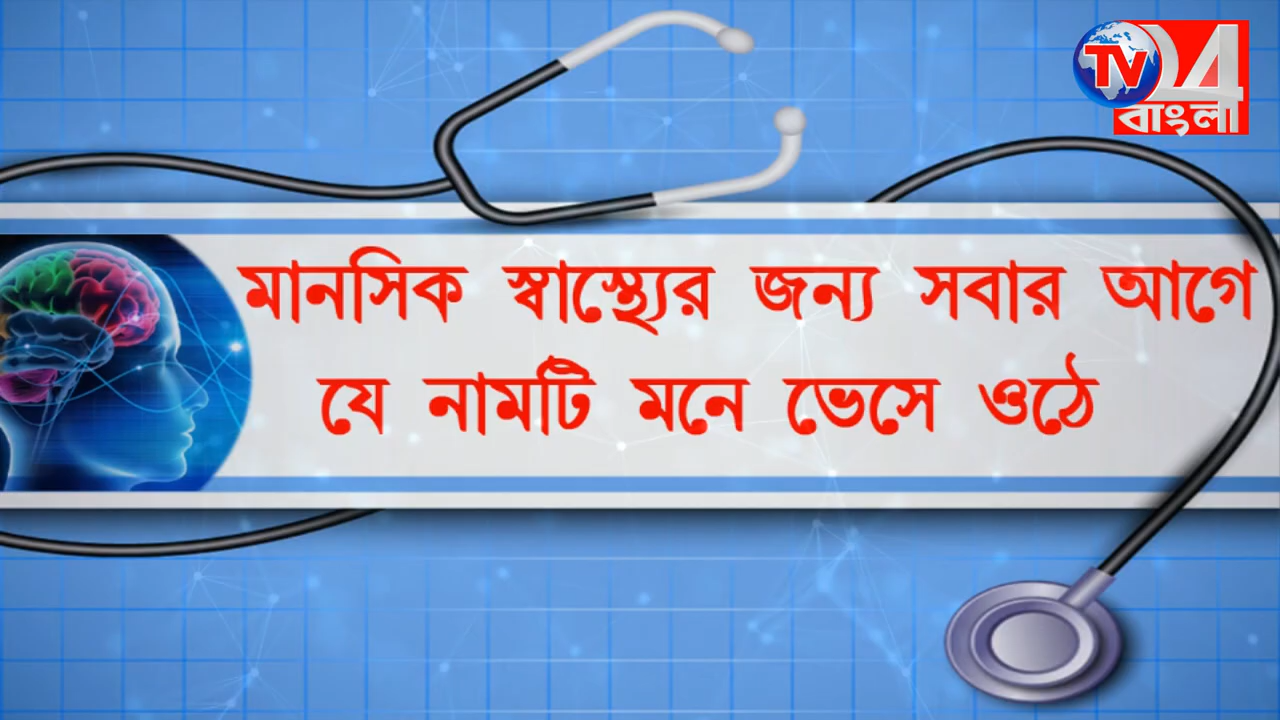 TV 24
বাংলা
মানসিক স্বাস্থ্যের জন্য সবার আগে
যে নামটি মনে ভেসে ওঠে